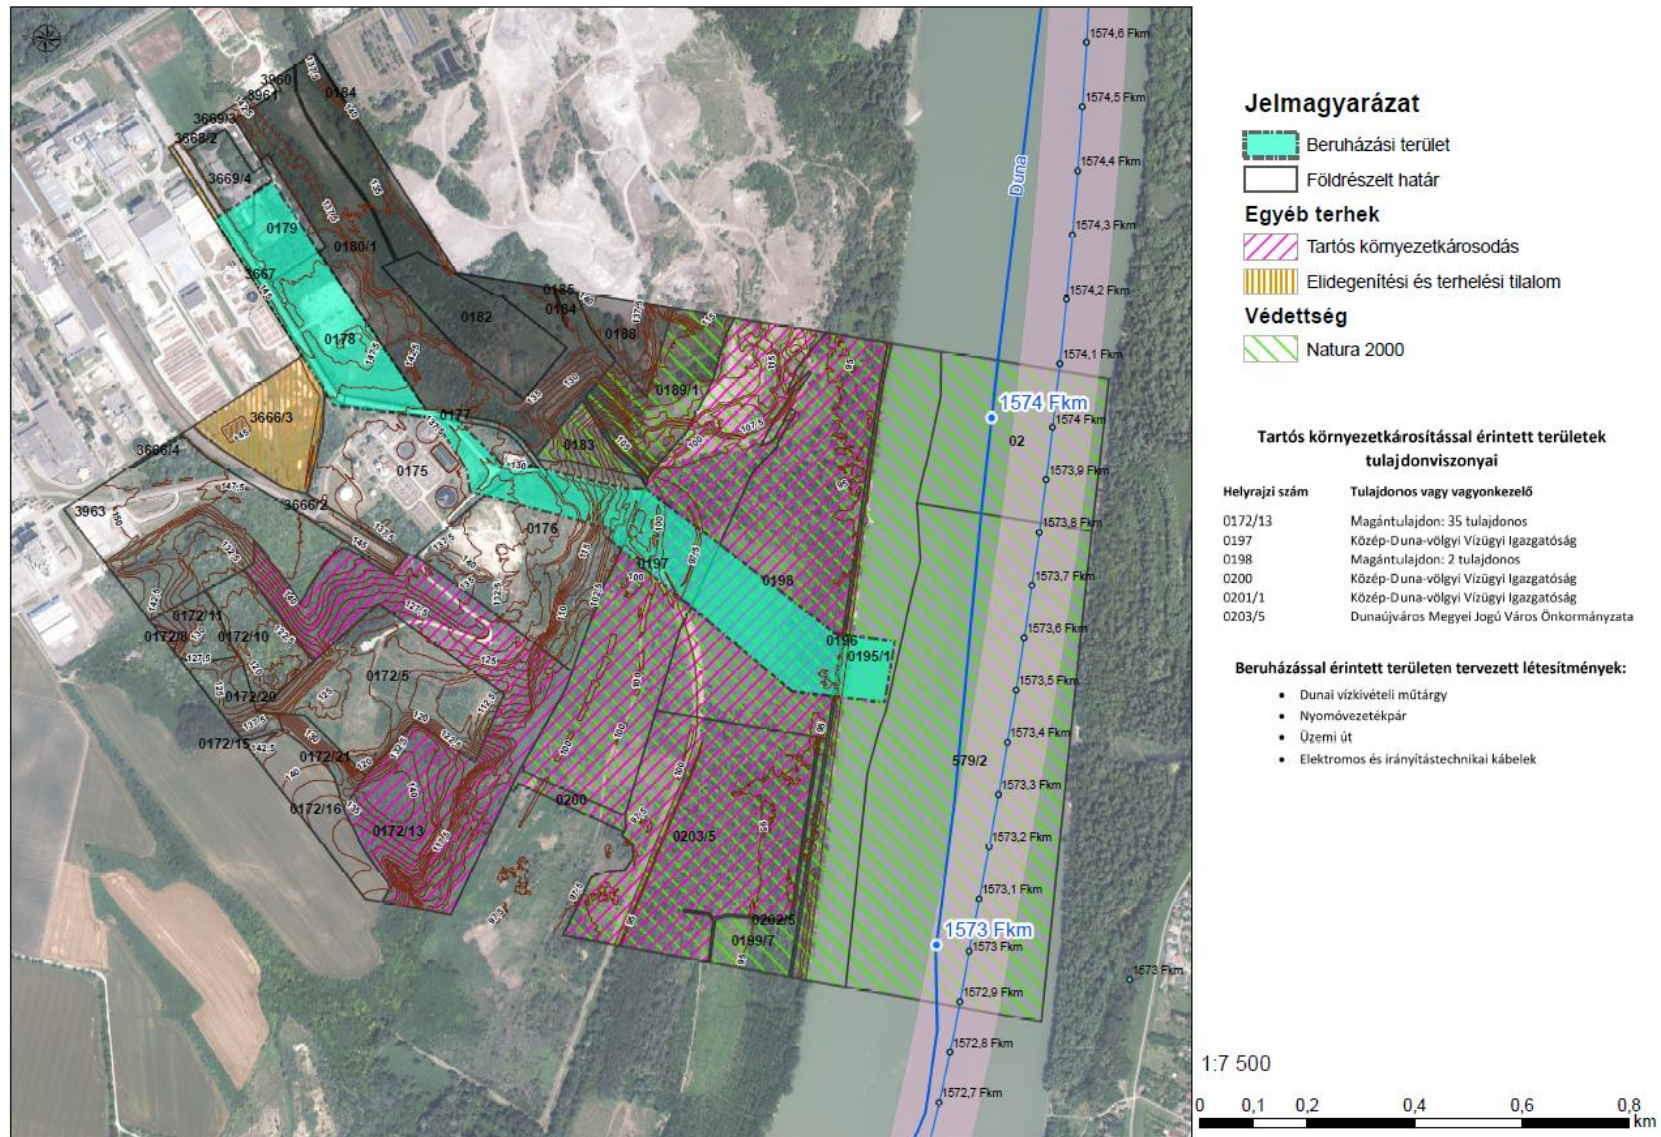 3960
3961
0184
3669/3
3668/2
3669/4
0179
0180/1
3667
0178
0182
0185
0184
0188
0189/1
0183
0177
3666/3
3666/4
0175
3666/2
3963
0176
0197
0198
0196
0195/1
0172/11
0172/8
0172/10
0172/5
0172/20
0172/15
0172/21
0172/16
0172/13
0200
0203/5
0202/5
0199/7
02
579/2
Duna
1574 Fkm
1573 Fkm
1574,6 Fkm
1574,5 Fkm
1574,4 Fkm
1574,3 Fkm
1574,2 Fkm
1574,1 Fkm
1574 Fkm
1573,9 Fkm
1573,8 Fkm
1573,7 Fkm
1573,6 Fkm
1573,5 Fkm
1573,4 Fkm
1573,3 Fkm
1573,2 Fkm
1573,1 Fkm
1573 Fkm
1573 Fkm
1572,9 Fkm
1572,8 Fkm
1572,7 Fkm
Jelmagyarázat
Beruházási terület
Földrészelt határ
Egyéb terhek
Tartós környezetkárosodás
Elidegenítési és terhelési tilalom
Védettség
Natura 2000
Tartós környezetkárosítással érintett területek
tulajdonviszonyai
Helyrajzi szám Tulajdonos vagy vagyonkezelő
0172/13 Magántulajdon: 35 tulajdonos
0197 Közép-Duna-völgyi Vízügyi Igazgatóság
0198 Magántulajdon: 2 tulajdonos
0200 Közép-Duna-völgyi Vízügyi Igazgatóság
0201/1 Közép-Duna-völgyi Vízügyi Igazgatóság
0203/5 Dunaújváros Megyei Jogú Város Önkormányzata
Beruházással érintett területen tervezett létesítmények:
• Dunai vízkivételi műtárgy
• Nyomóvezetékpár
• Üzemi út
• Elektromos és irányítástechnikai kábelek
1:7 500
0 0,1 0,2 0,4 0,6 0,8
km